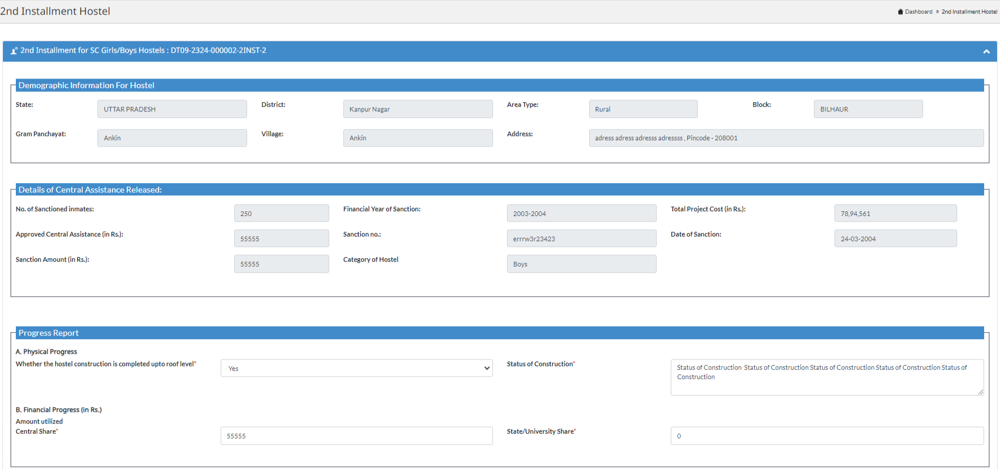 2nd Installment Hostel
Dashboard » 2nd Installment Hostel
2nd Installment for SC Girls/Boys Hostels : DT09-2324-000002-2INST-2
Demographic Information For Hostel
State: UTTAR PRADESH District: Kanpur Nagar Area Type: Rural Block: BILHAUR
Gram Panchayat: Ankin Village: Ankin Address: adress adress adresss adressss , Pincode - 208001
Details of Central Assistance Released:
No. of Sanctioned inmates: 250 Financial Year of Sanction: 2003-2004 Total Project Cost (in Rs.): 78,94,561
Approved Central Assistance (in Rs.): 55555 Sanction no.: errrw3r23423 Date of Sanction: 24-03-2004
Sanction Amount (in Rs.): 55555 Category of Hostel Boys
Progress Report
A. Physical Progress
Whether the hostel construction is completed upto roof level* Yes Status of Construction* Status of Construction Status of Construction Status of Construction Status of Construction Status of
Construction
B. Financial Progress (in Rs.)
Amount utilized
Central Share* 55555 State/University Share* 0